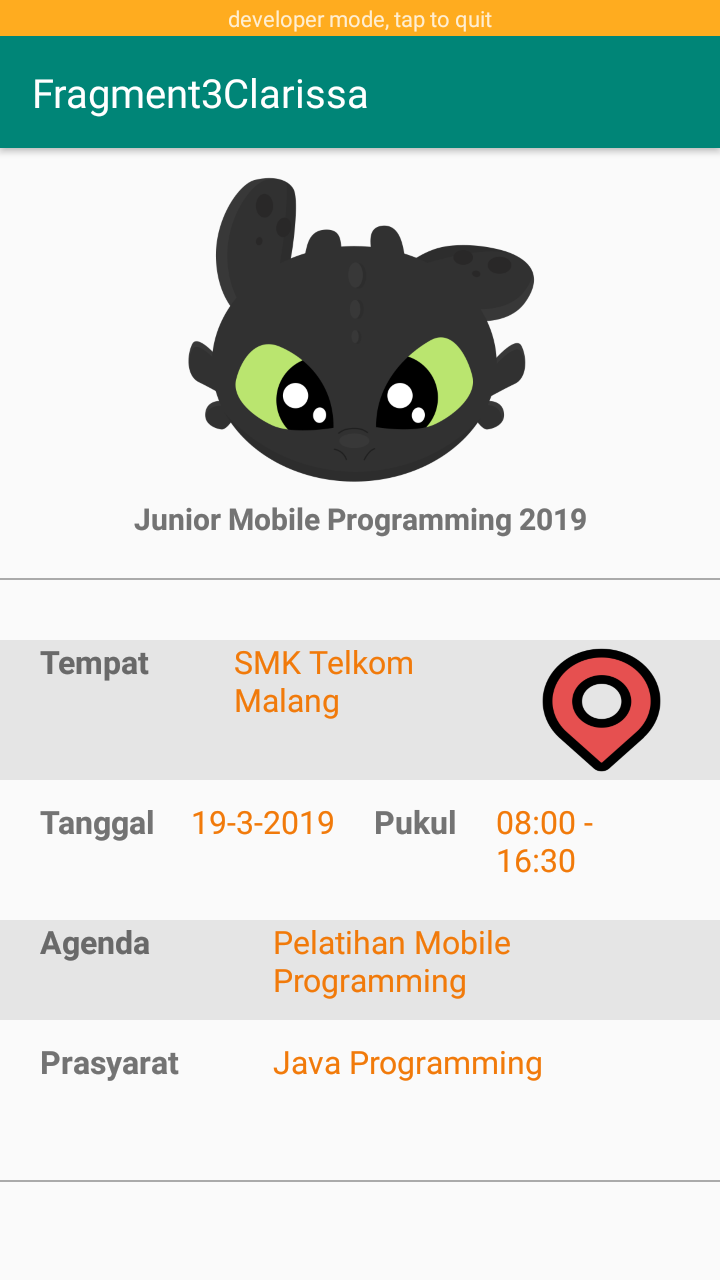 developer mode, tap to quit
Fragment3Clarissa
Junior Mobile Programming 2019
Tempat SMK Telkom
Malang
Tanggal 19-3-2019 Pukul 08:00 -
16:30
Agenda Pelatihan Mobile
Programming
Prasyarat Java Programming